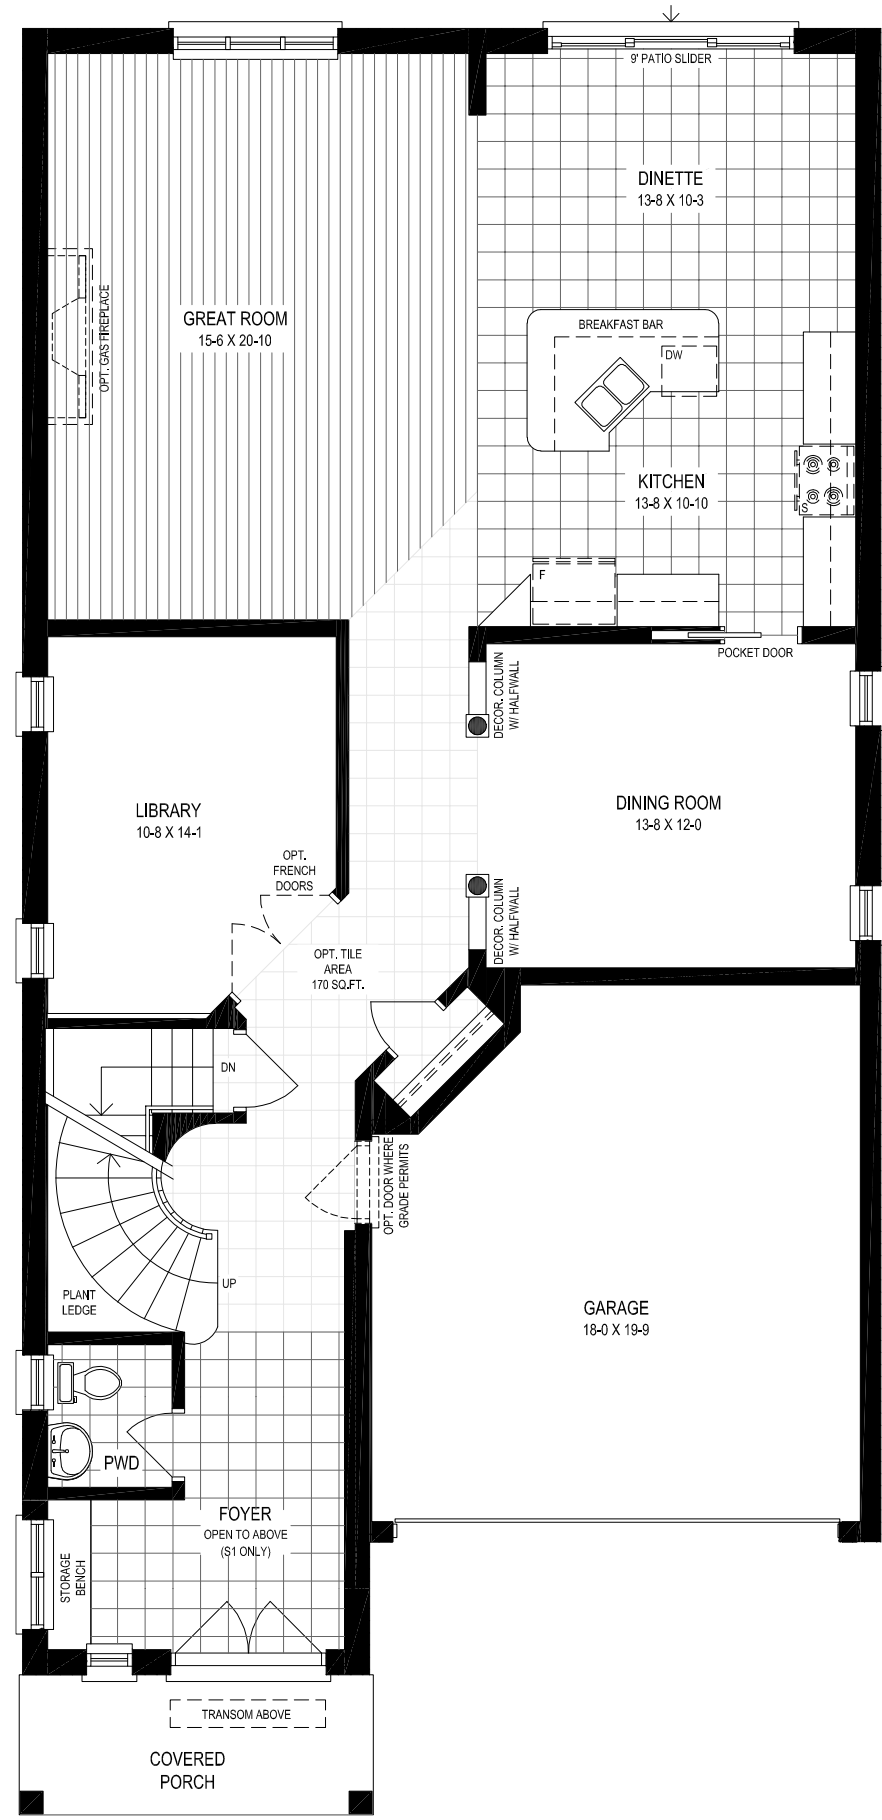 9' PATIO SLIDER
DINETTE
13-8 X 10-3
GREAT ROOM
15-6 X 20-10
OPT. GAS FIREPLACE
BREAKFAST BAR
DW
KITCHEN
13-8 X 10-10
S
F
POCKET DOOR
DECOR. COLUMN
W/ HALFWALL
LIBRARY
10-8 X 14-1
DINING ROOM
13-8 X 12-0
OPT.
FRENCH
DOORS
DECOR. COLUMN
W/ HALFWALL
OPT. TILE
AREA
170 SQ.FT.
DN
OPT. DOOR WHERE
GRADE PERMITS
UP
PLANT
LEDGE
GARAGE
18-0 X 19-9
PWD
FOYER
OPEN TO ABOVE
(S1 ONLY)
STORAGE
BENCH
TRANSOM ABOVE
COVERED
PORCH